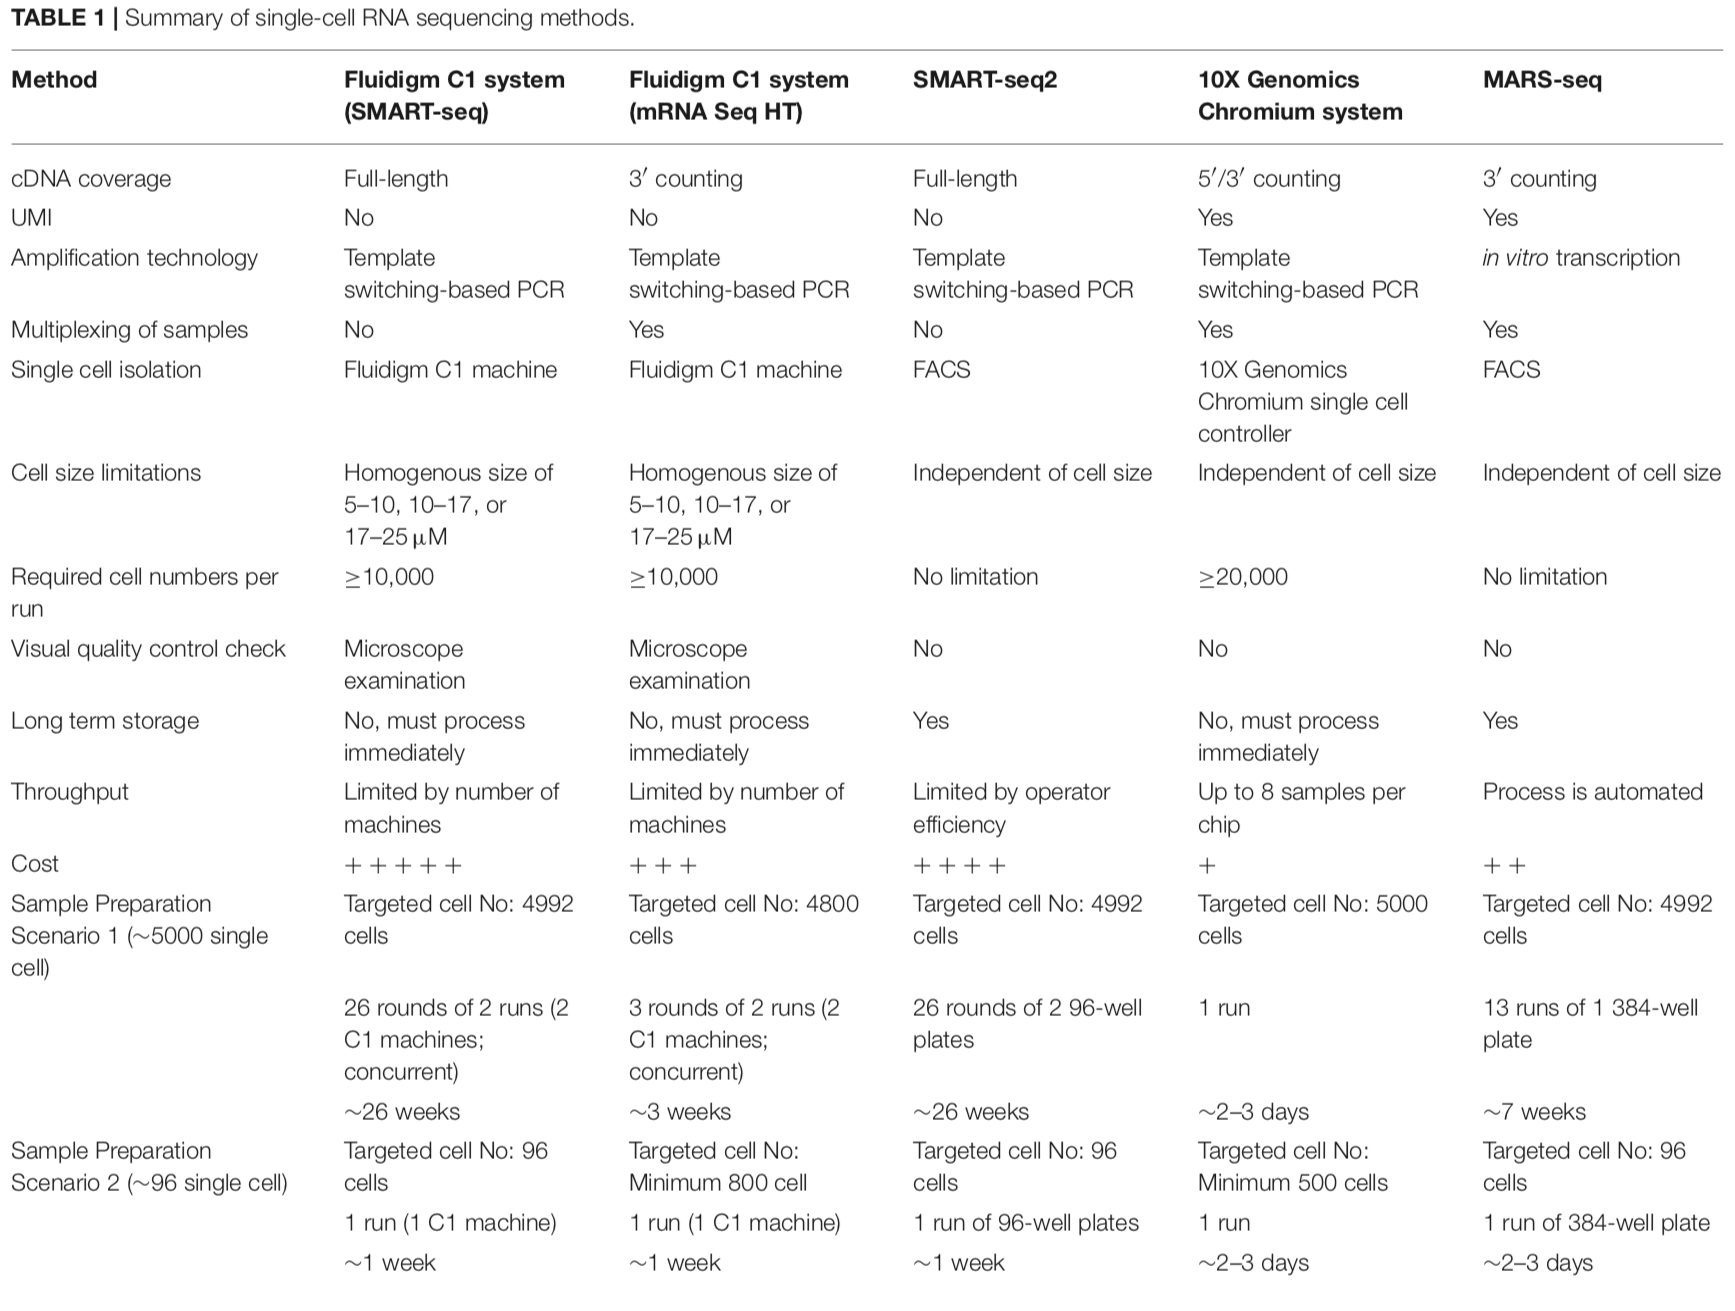 TABLE 1 | Summary of single-cell RNA sequencing methods.
Method Fluidigm C1 system Fluidigm C1 system SMART-seq2 10X Genomics MARS-seq
(SMART-seq) (mRNA Seq HT) Chromium system
cDNA coverage Full-length 3′ counting Full-length 5′/3′ counting 3′ counting
UMI No No No Yes Yes
Amplification technology Template Template Template Template in vitro transcription
switching-based PCR switching-based PCR switching-based PCR switching-based PCR
Multiplexing of samples No Yes No Yes Yes
Single cell isolation Fluidigm C1 machine Fluidigm C1 machine FACS 10X Genomics FACS
Chromium single cell
controller
Cell size limitations Homogenous size of Homogenous size of Independent of cell size Independent of cell size Independent of cell size
5–10, 10–17, or 5–10, 10–17, or
17–25 μM 17–25 μM
Required cell numbers per ≥10,000 ≥10,000 No limitation ≥20,000 No limitation
run
Visual quality control check Microscope Microscope No No No
examination examination
Long term storage No, must process No, must process Yes No, must process Yes
immediately immediately immediately
Throughput Limited by number of Limited by number of Limited by operator Up to 8 samples per Process is automated
machines machines efficiency chip
Cost + + + + + + + + + + + + + + +
Sample Preparation Targeted cell No: 4992 Targeted cell No: 4800 Targeted cell No: 4992 Targeted cell No: 5000 Targeted cell No: 4992
Scenario 1 (∼5000 single cells cells cells cells cells
cell)
26 rounds of 2 runs (2 3 rounds of 2 runs (2 26 rounds of 2 96-well 1 run 13 runs of 1 384-well
C1 machines; C1 machines; plates plate
concurrent) concurrent)
∼26 weeks ∼3 weeks ∼26 weeks ∼2–3 days ∼7 weeks
Sample Preparation Targeted cell No: 96 Targeted cell No: Targeted cell No: 96 Targeted cell No: Targeted cell No: 96
Scenario 2 (∼96 single cell) cells Minimum 800 cell cells Minimum 500 cells cells
1 run (1 C1 machine) 1 run (1 C1 machine) 1 run of 96-well plates 1 run 1 run of 384-well plate
∼1 week ∼1 week ∼1 week ∼2–3 days ∼2–3 days